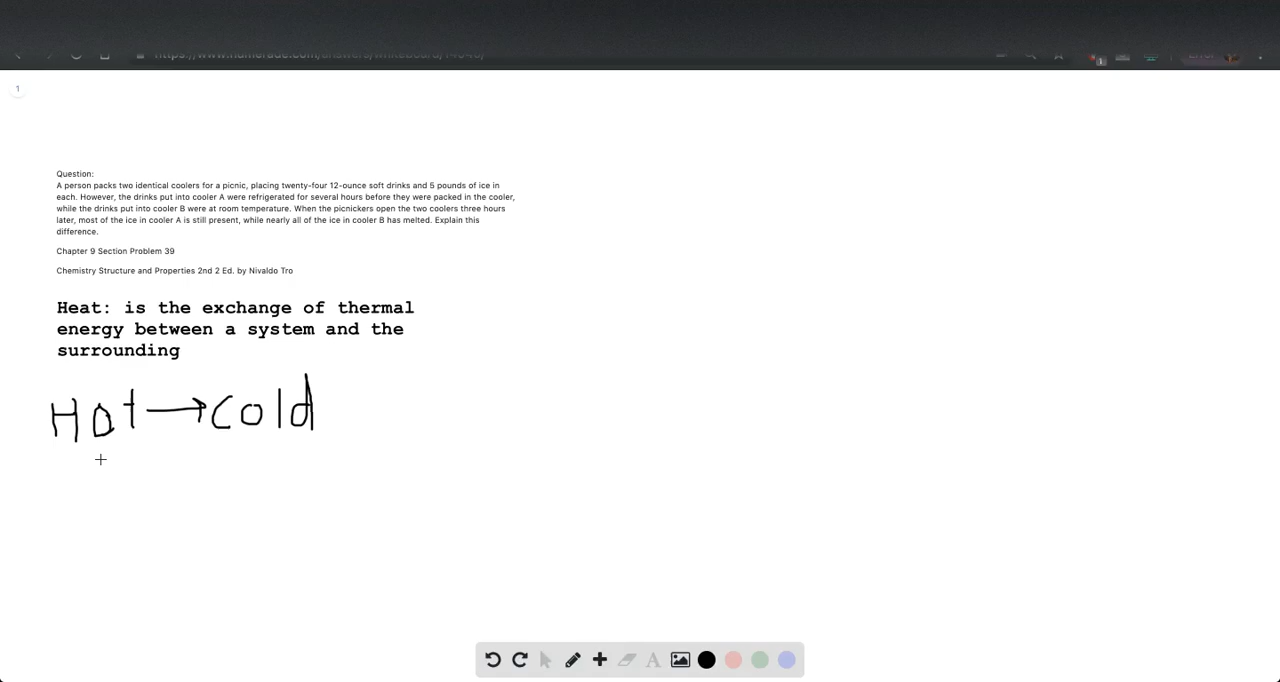 1
Question:
A person packs two identical coolers for a picnic, placing twenty-four 12-ounce soft drinks and 5 pounds of ice in
each. However, the drinks put into cooler A were refrigerated for several hours before they were packed in the cooler,
while the drinks put into cooler B were at room temperature. When the picnickers open the two coolers three hours
later, most of the ice in cooler A is still present, while nearly all of the ice in cooler B has melted. Explain this
difference.
Chapter 9 Section Problem 39
Chemistry Structure and Properties 2nd 2 Ed. by Nivaldo Tro
Heat: is the exchange of thermal
energy between a system and the
surrounding
Hot → Cold
A